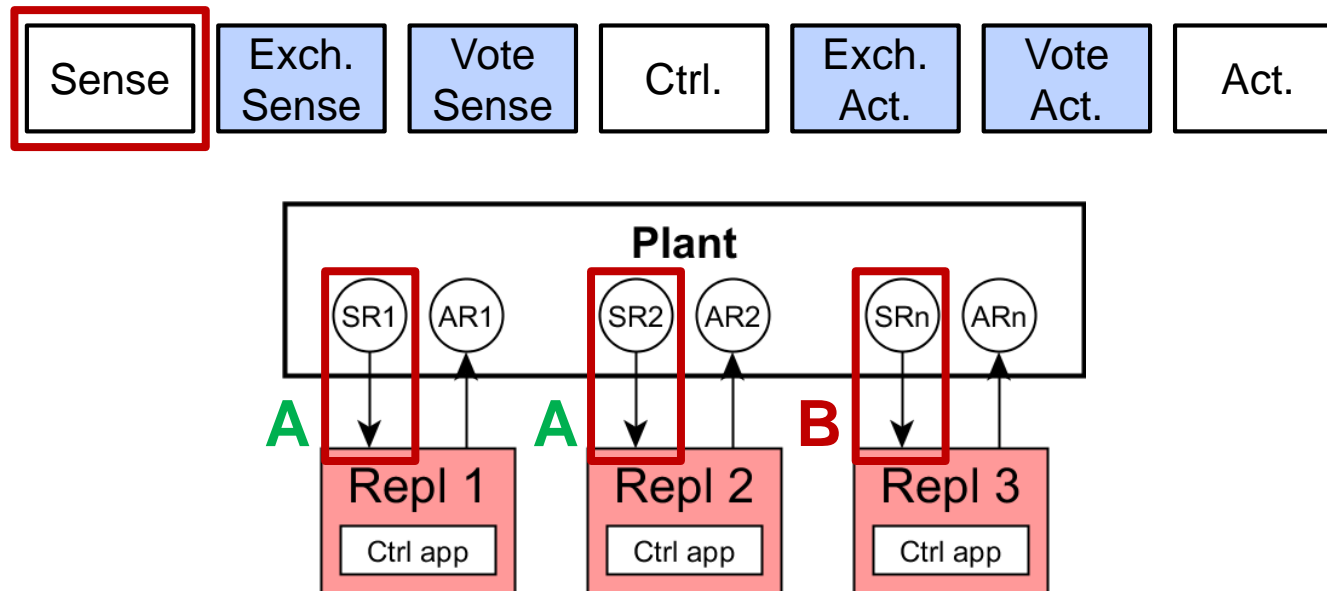 Sense
Exch.
Sense
Vote
Sense
Ctrl.
Exch.
Act.
Vote
Act.
Act.
Plant
SR1 AR1 SR2 AR2 SRn ARn
A A B
Repl 1 Repl 2 Repl 3
Ctrl app Ctrl app Ctrl app